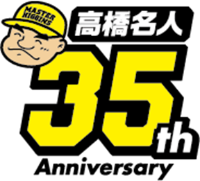 MASTER
HIGGINS
高橋名人
35th
Anniversary